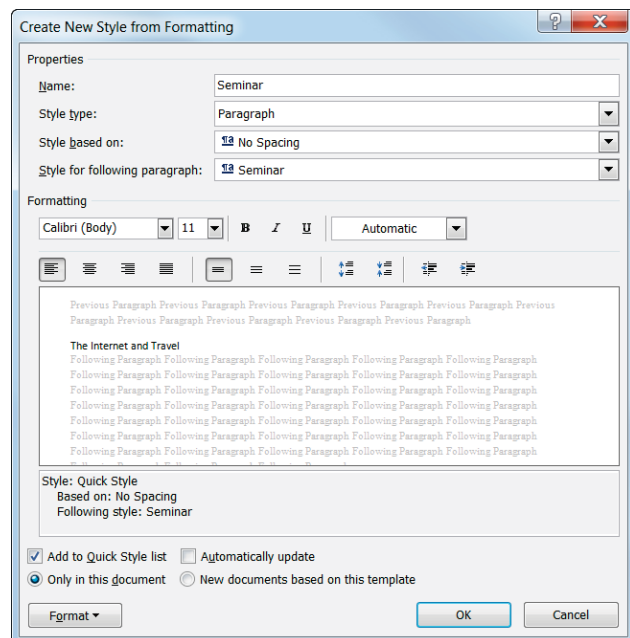 Create New Style from Formatting
Properties
Name:
Seminar
Style type:
Paragraph
Style based on:
¶a No Spacing
Style for following paragraph:
¶a Seminar
Formatting
Calibri (Body)
11
B
I
U
Automatic
Previous Paragraph Previous Paragraph Previous Paragraph Previous Paragraph Previous Paragraph Previous
Paragraph Previous Paragraph Previous Paragraph Previous Paragraph Previous Paragraph
The Internet and Travel
Following Paragraph Following Paragraph Following Paragraph Following Paragraph Following Paragraph
Following Paragraph Following Paragraph Following Paragraph Following Paragraph Following Paragraph
Following Paragraph Following Paragraph Following Paragraph Following Paragraph Following Paragraph
Following Paragraph Following Paragraph Following Paragraph Following Paragraph Following Paragraph
Following Paragraph Following Paragraph Following Paragraph Following Paragraph Following Paragraph
Following Paragraph Following Paragraph Following Paragraph Following Paragraph Following Paragraph
Following Paragraph Following Paragraph Following Paragraph Following Paragraph Following Paragraph
Style: Quick Style
Based on: No Spacing
Following style: Seminar
Add to Quick Style list
Automatically update
Only in this document
New documents based on this template
Format
OK
Cancel